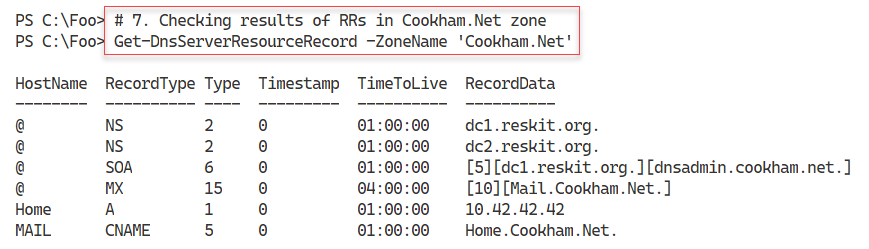 PS C:\Foo> # 7. Checking results of RRs in Cookham.Net zone
PS C:\Foo> Get-DnsServerResourceRecord -ZoneName 'Cookham.Net'
HostName RecordType Type Timestamp TimeToLive RecordData
-------- ---------- ---- --------- ---------- ----------
@ NS 2 0 01:00:00 dc1.reskit.org.
@ NS 2 0 01:00:00 dc2.reskit.org.
@ SOA 6 0 01:00:00 [5][dc1.reskit.org.][dnsadmin.cookham.net.]
@ MX 15 0 04:00:00 [10][Mail.Cookham.Net.]
Home A 1 0 01:00:00 10.42.42.42
MAIL CNAME 5 0 01:00:00 Home.Cookham.Net.